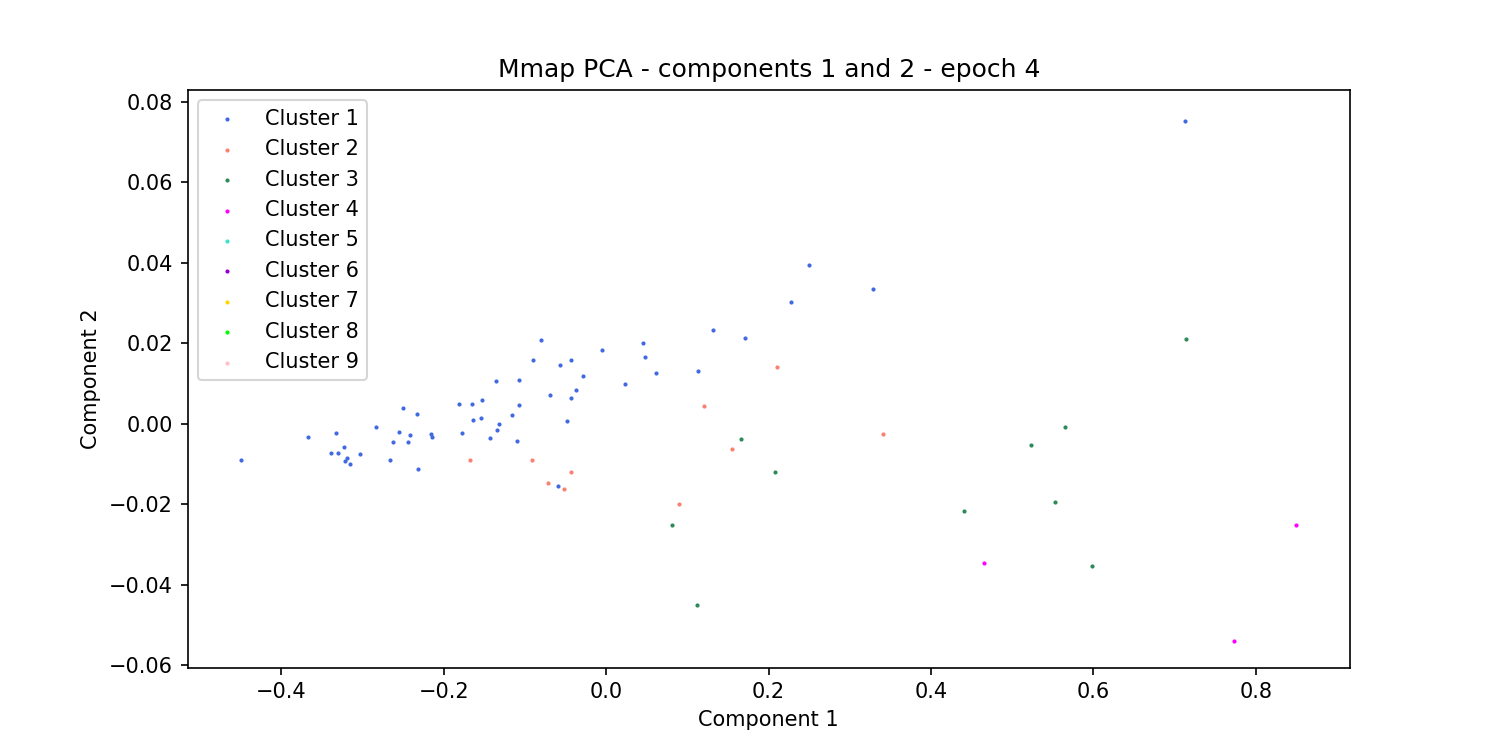 Mmap PCA - components 1 and 2 - epoch 4
0.08
0.06
0.04
0.02
0.00
−0.02
−0.04
−0.06
Component 2
Cluster 1
Cluster 2
Cluster 3
Cluster 4
Cluster 5
Cluster 6
Cluster 7
Cluster 8
Cluster 9
−0.4 −0.2 0.0 0.2 0.4 0.6 0.8
Component 1